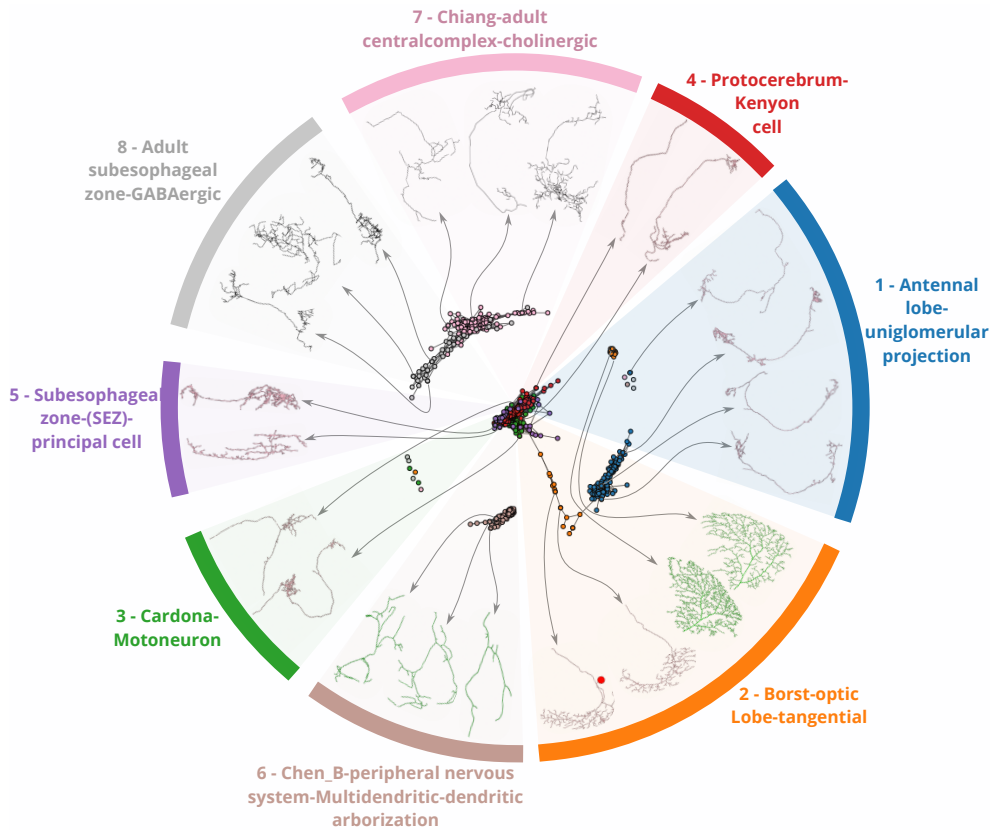 7 - Chiang-adult
centralcomplex-cholinergic
4 - Protocerebrum-
Kenyon
cell
8 - Adult
subesophageal
zone-GABAergic
1 - Antennal
lobe-
uniglomerular
projection
5 - Subesophageal
zone-(SEZ)-
principal cell
3 - Cardona-
Motoneuron
2 - Borst-optic
Lobe-tangential
6 - Chen_B-peripheral nervous
system-Multidendritic-dendritic
arborization